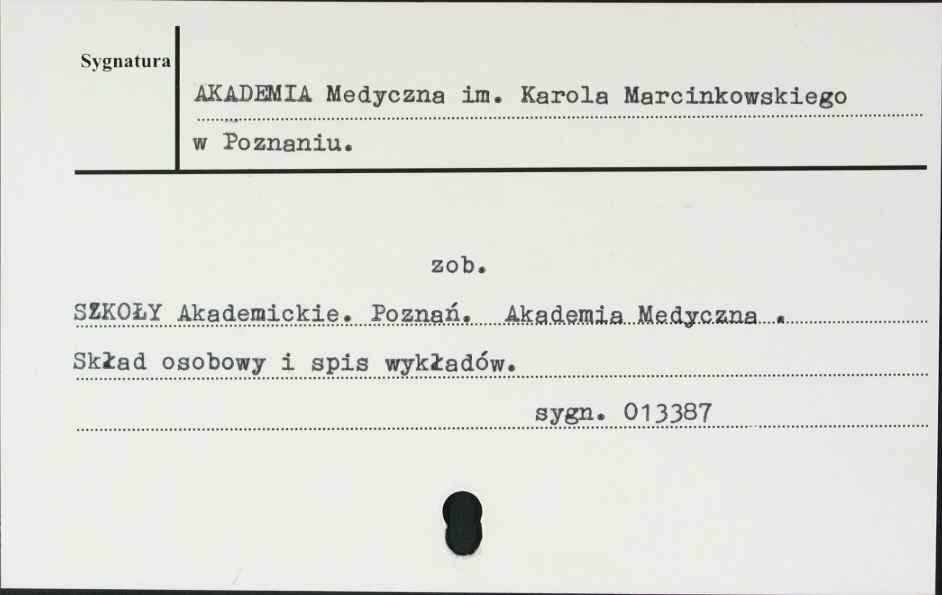 Sygnatura
AKADEMIA Medyczna im. Karola Marcinkowskiego
w Poznaniu.
zob.
SZKOŁY Akademickie. Poznań. Akademia Medyczna .
Skład osobowy i spis wykładów.
sygn. 013387